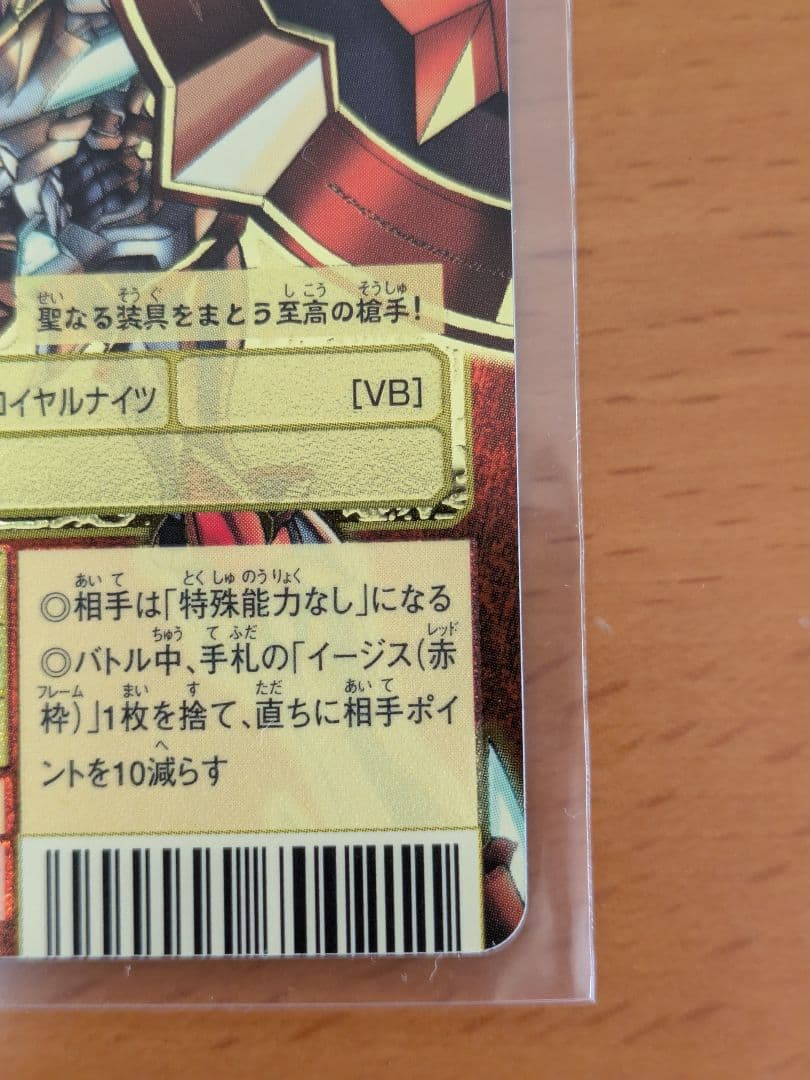 聖なる装具をまとう至高の槍手!
ロイヤルナイツ [VB]
◎相手は「特殊能力なし」になる
◎バトル中、手札の「イージス(赤
枠)」1枚を捨て、直ちに相手ポイ
ントを10減らす